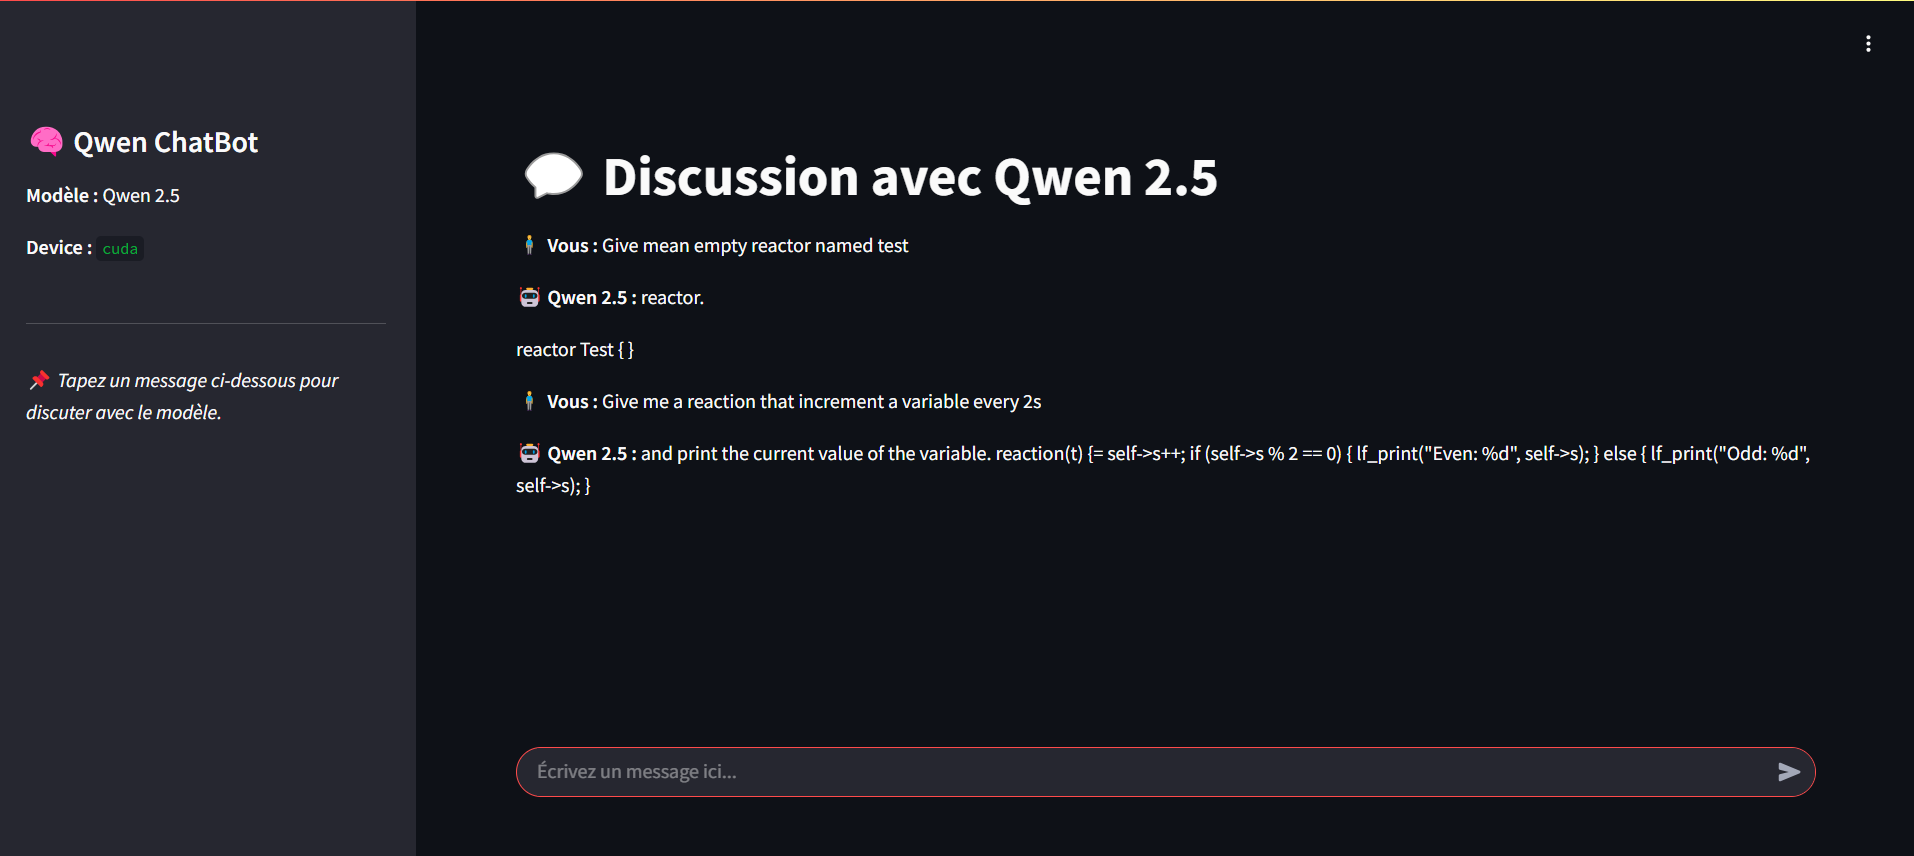 Qwen ChatBot
Modèle : Qwen 2.5
Device : cuda
Tapez un message ci-dessous pour
discuter avec le modèle.
Discussion avec Qwen 2.5
Vous : Give mean empty reactor named test
Qwen 2.5 : reactor.
reactor Test { }
Vous : Give me a reaction that increment a variable every 2s
Qwen 2.5 : and print the current value of the variable. reaction(t) {= self->s++; if (self->s % 2 == 0) { lf_print("Even: %d", self->s); } else { lf_print("Odd: %d",
self->s); }
Écrivez un message ici...